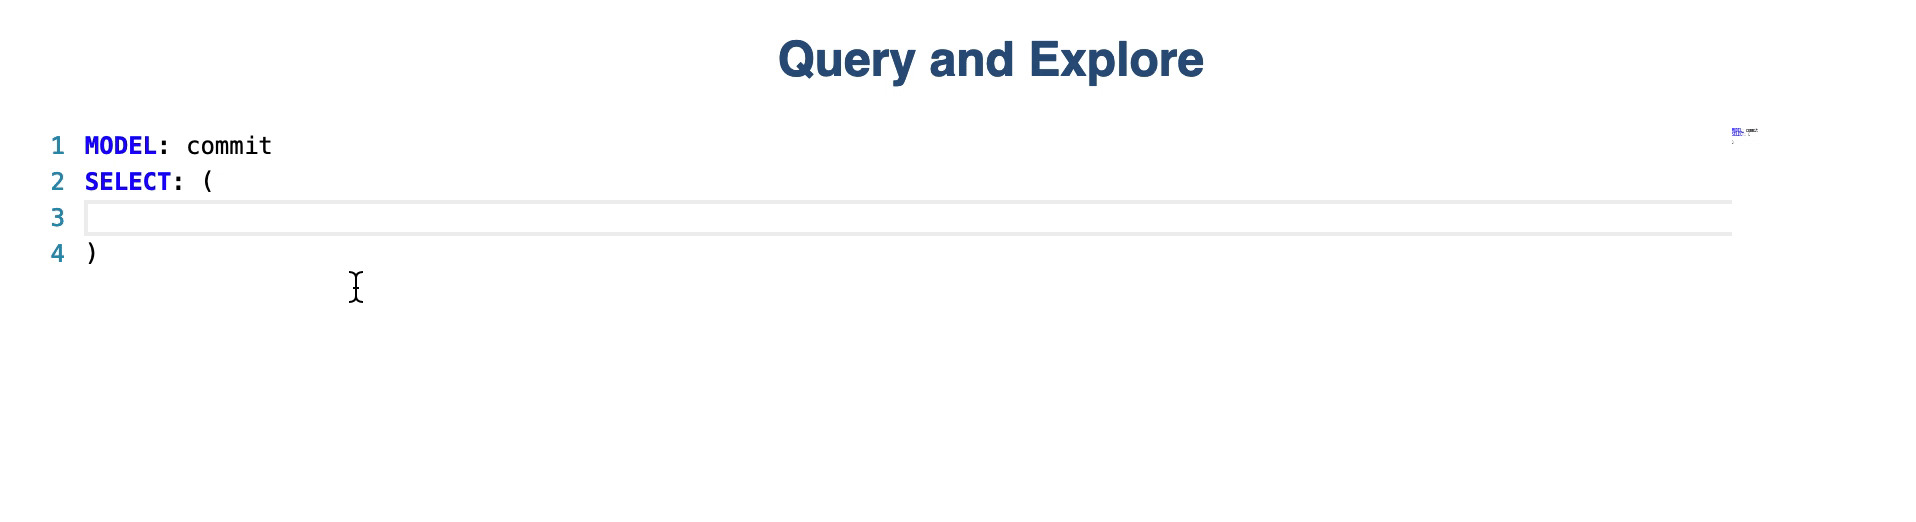 Query and Explore
1 MODEL: commit
2 SELECT: (
3
4 )